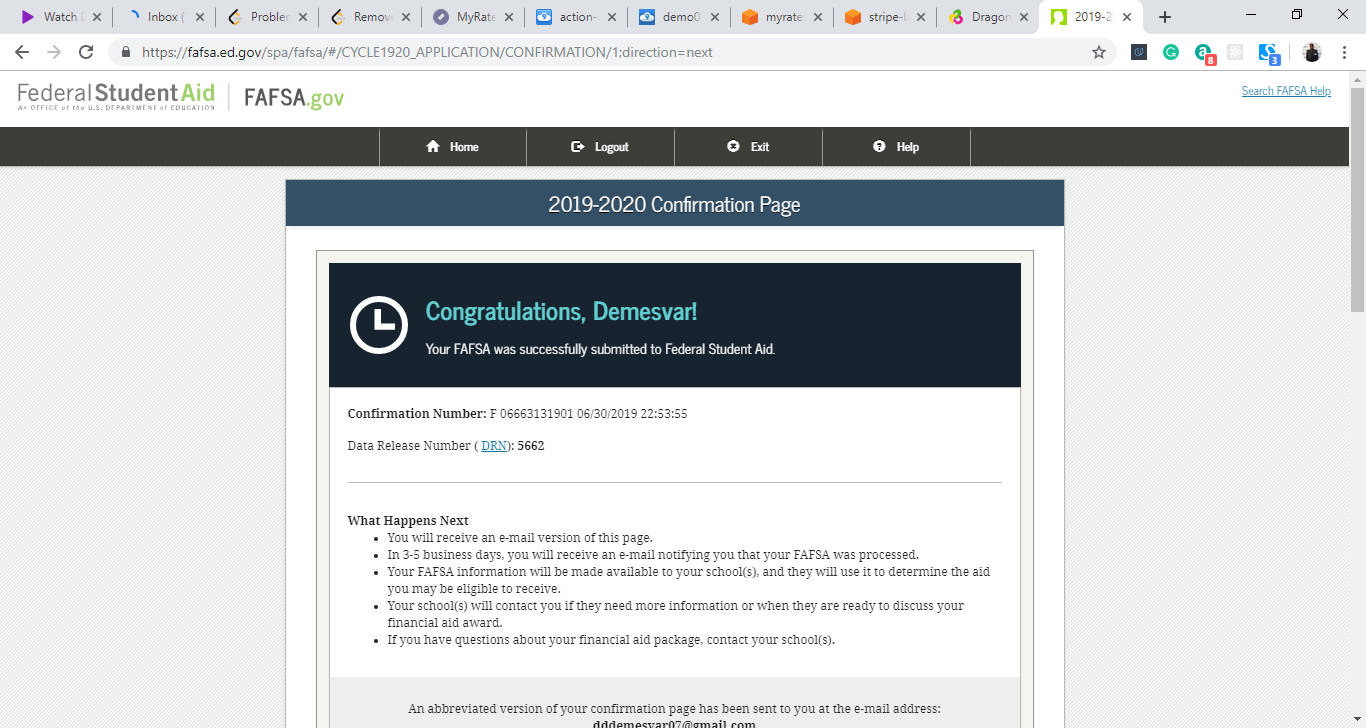 Watch
Inbox (
Probler
Remov
MyRate
action-
demo0
myrate
stripe-
Dragon
2019-2
https://fafsa.ed.gov/spa/fafsa/#/CYCLE1920_APPLICATION/CONFIRMATION/1;direction=next
8
3
Federal Student Aid
An OFFICE of the U.S. DEPARTMENT of EDUCATION
FAFSA.gov
Search FAFSA Help
Home
Logout
Exit
Help
2019-2020 Confirmation Page
Congratulations, Demesvar!
Your FAFSA was successfully submitted to Federal Student Aid.
Confirmation Number: F 06663131901 06/30/2019 22:53:55
Data Release Number ( DRN): 5662
What Happens Next
• You will receive an e-mail version of this page.
• In 3-5 business days, you will receive an e-mail notifying you that your FAFSA was processed.
• Your FAFSA information will be made available to your school(s), and they will use it to determine the aid
you may be eligible to receive.
• Your school(s) will contact you if they need more information or when they are ready to discuss your
financial aid award.
• If you have questions about your financial aid package, contact your school(s).
An abbreviated version of your confirmation page has been sent to you at the e-mail address:
dddemesvar07@gmail.com